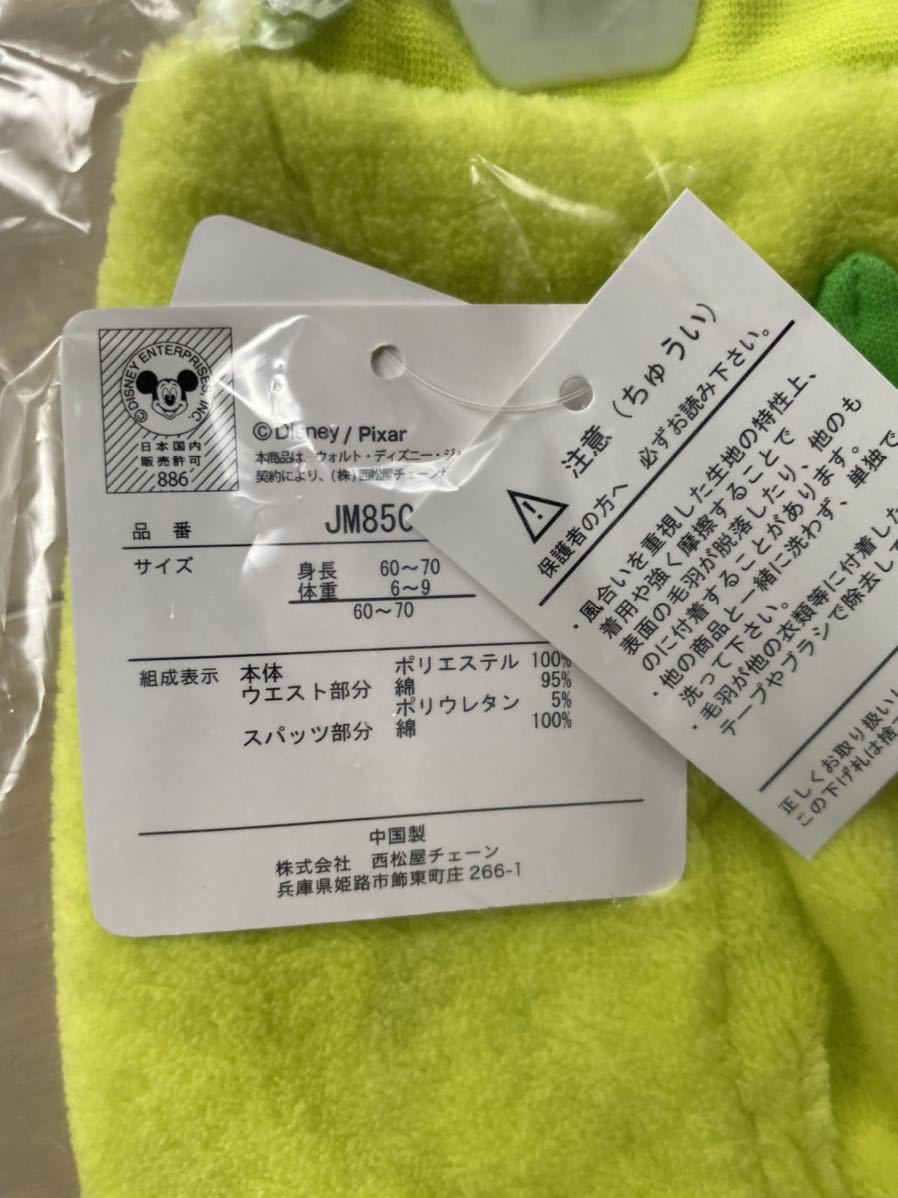 ©DISNEY ENTERPRISES, INC.
日本国内
販売許可
886
©Disney / Pixar
本商品は、ウォルト・ディズニー・ジ
契約により、(株)西松屋チェーンが
品 番 JM850
サイズ 身長 60～70
体重 6～9
60～70
組成表示 本体 ポリエステル 100%
ウエスト部分 綿 95%
ポリウレタン 5%
スパッツ部分 綿 100%
中国製
株式会社 西松屋チェーン
兵庫県姫路市飾東町庄 266-1
注意(ちゅうい)
保護者の方へ 必ずお読み下さい。
・風合いを重視した生地の特性上、
着用や強く摩擦することで
表面の毛羽が脱落したり、他のも
のに付着することがあります。
・他の商品と一緒に洗わず、単独で
洗って下さい。
・毛羽が他の衣類等に付着した
テープやブラシで除去して
正しくお取り扱いし
この下げ札は捨て